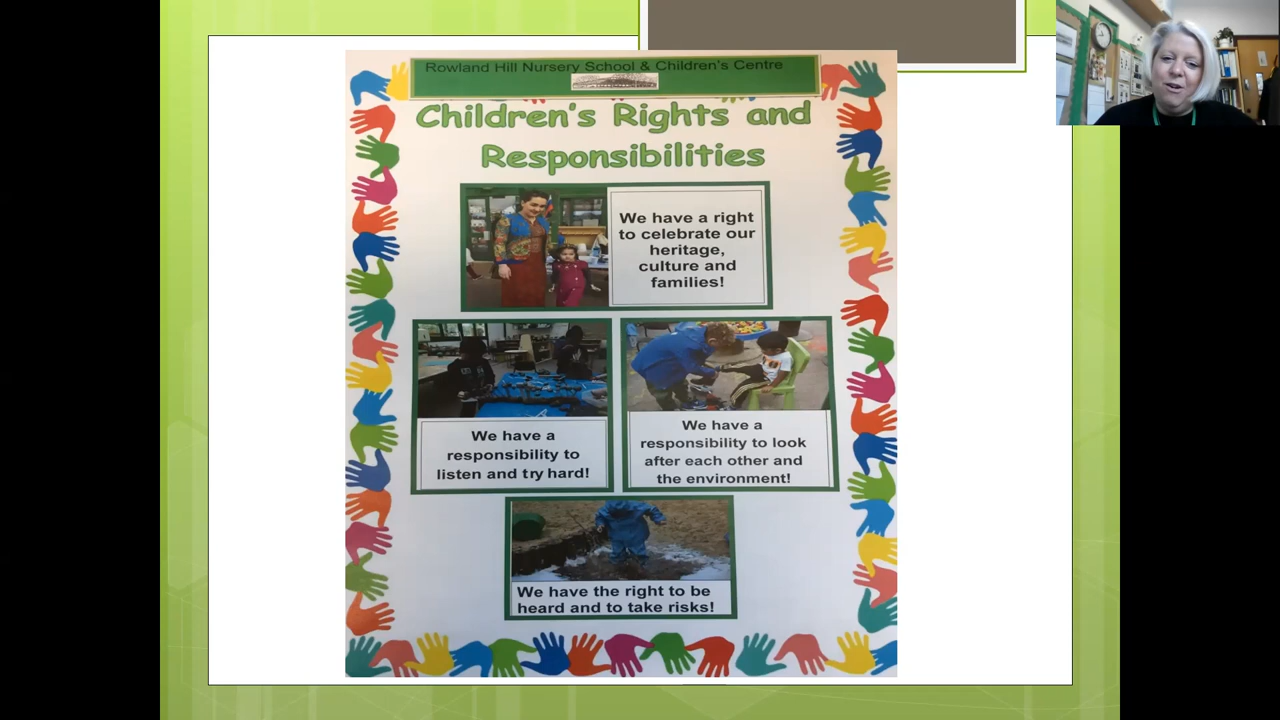 Rowland Hill Nursery School & Children's Centre
Children's Rights and
Responsibilities
We have a right
to celebrate our
heritage,
culture and
families!
We have a
responsibility to
listen and try hard!
We have a
responsibility to look
after each other and
the environment!
We have the right to be
heard and to take risks!